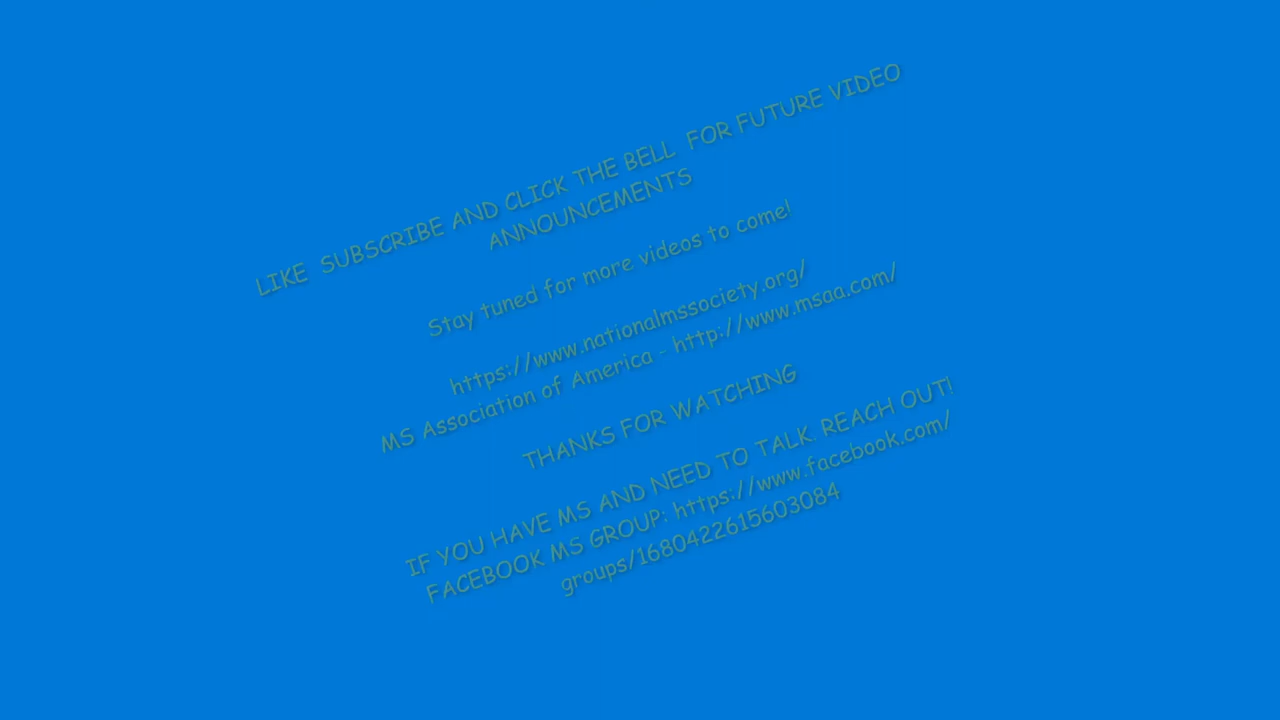 LIKE  SUBSCRIBE AND CLICK THE BELL  FOR FUTURE VIDEO
ANNOUNCEMENTS
Stay tuned for more videos to come!
https://www.nationalmssociety.org/
MS Association of America - http://www.msaa.com/
THANKS FOR WATCHING
IF YOU HAVE MS AND NEED TO TALK. REACH OUT!
FACEBOOK MS GROUP: https://www.facebook.com/
groups/1680422615603084